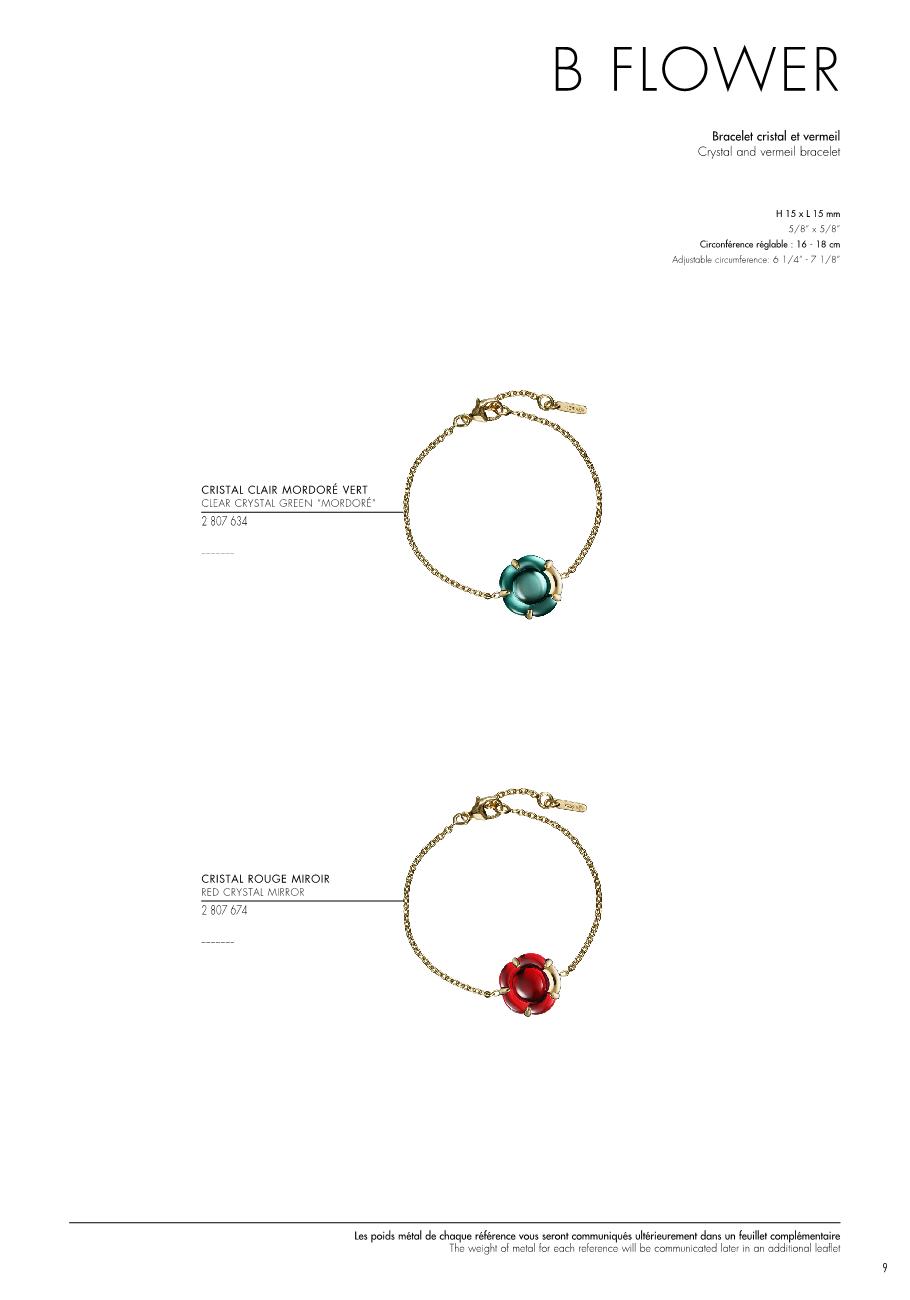 B FLOWER
Bracelet cristal et vermeil
Crystal and vermeil bracelet
H 15 x L 15 mm
5/8" x 5/8"
Circonférence réglable : 16 - 18 cm
Adjustable circumference: 6 1/4" - 7 1/8"
CRISTAL CLAIR MORDORÉ VERT
CLEAR CRYSTAL GREEN "MORDORÉ"
2 807 634
_______
CRISTAL ROUGE MIROIR
RED CRYSTAL MIRROR
2 807 674
_______
Les poids métal de chaque référence vous seront communiqués ultérieurement dans un feuillet complémentaire
The weight of metal for each reference will be communicated later in an additional leaflet
9